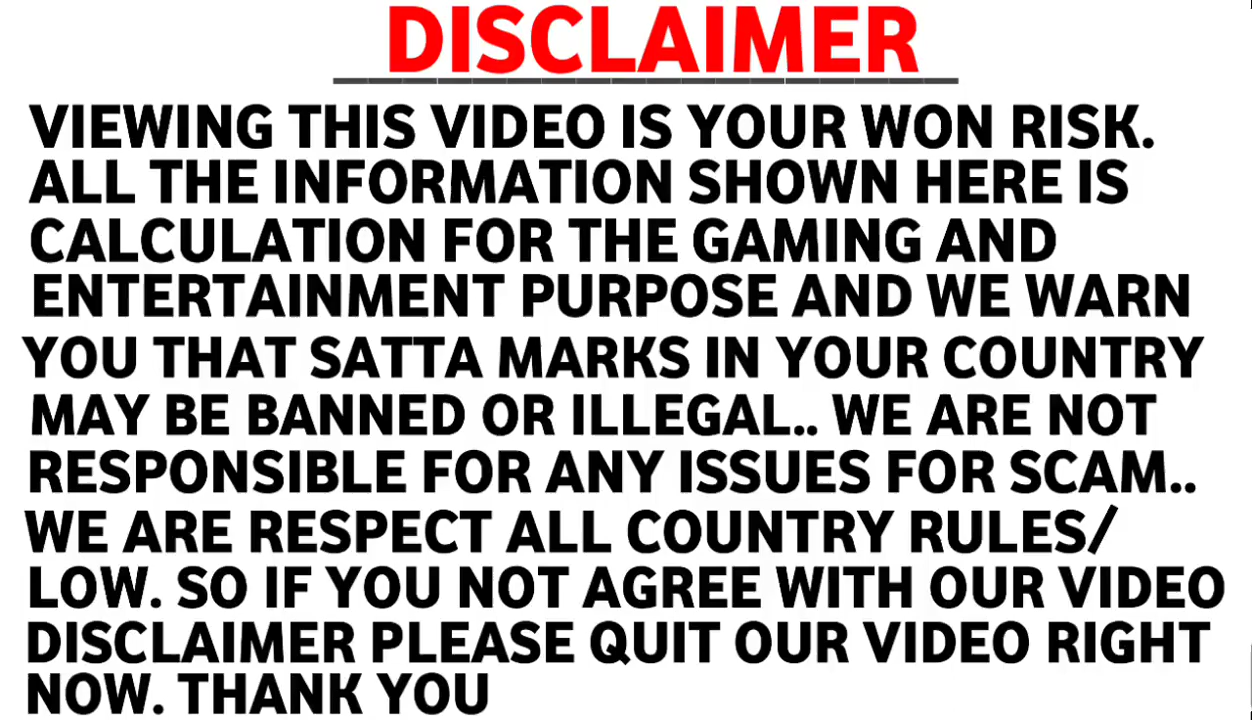 DISCLAIMER
VIEWING THIS VIDEO IS YOUR WON RISK.
ALL THE INFORMATION SHOWN HERE IS
CALCULATION FOR THE GAMING AND
ENTERTAINMENT PURPOSE AND WE WARN
YOU THAT SATTA MARKS IN YOUR COUNTRY
MAY BE BANNED OR ILLEGAL.. WE ARE NOT
RESPONSIBLE FOR ANY ISSUES FOR SCAM..
WE ARE RESPECT ALL COUNTRY RULES/
LOW. SO IF YOU NOT AGREE WITH OUR VIDEO
DISCLAIMER PLEASE QUIT OUR VIDEO RIGHT
NOW. THANK YOU